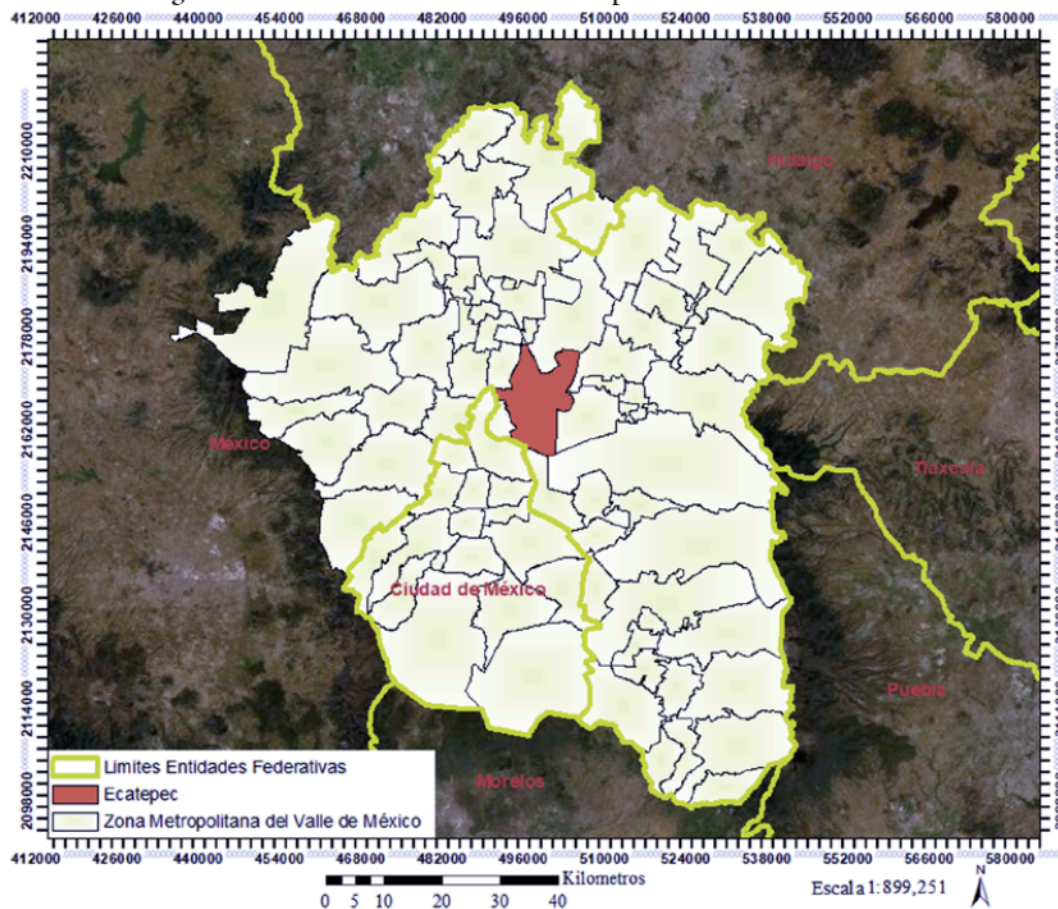 412000 426000 440000 454000 468000 482000 496000 510000 524000 538000 552000 566000 580000
2210000
2194000
2178000
2162000
2146000
2130000
2114000
2098000
Hidalgo
México
Tlaxcala
Ciudad de México
Puebla
Morelos
Limites Entidades Federativas
Ecatepec
Zona Metropolitana del Valle de México
412000 426000 440000 454000 468000 482000 496000 510000 524000 538000 552000 566000 580000
Kilometros
0 5 10 20 30 40
Escala 1:899,251
N